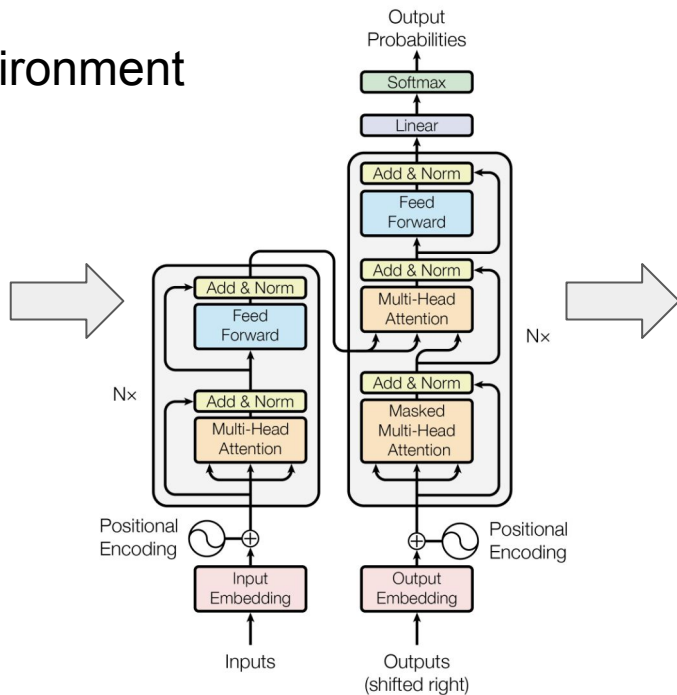 ironment
Output
Probabilities
Softmax
Linear
Add & Norm
Feed
Forward
Add & Norm
Multi-Head
Attention
Add & Norm
Masked
Multi-Head
Attention
N×
Add & Norm
Feed
Forward
N×
Add & Norm
Multi-Head
Attention
Positional
Encoding
Positional
Encoding
Input
Embedding
Output
Embedding
Inputs
Outputs
(shifted right)